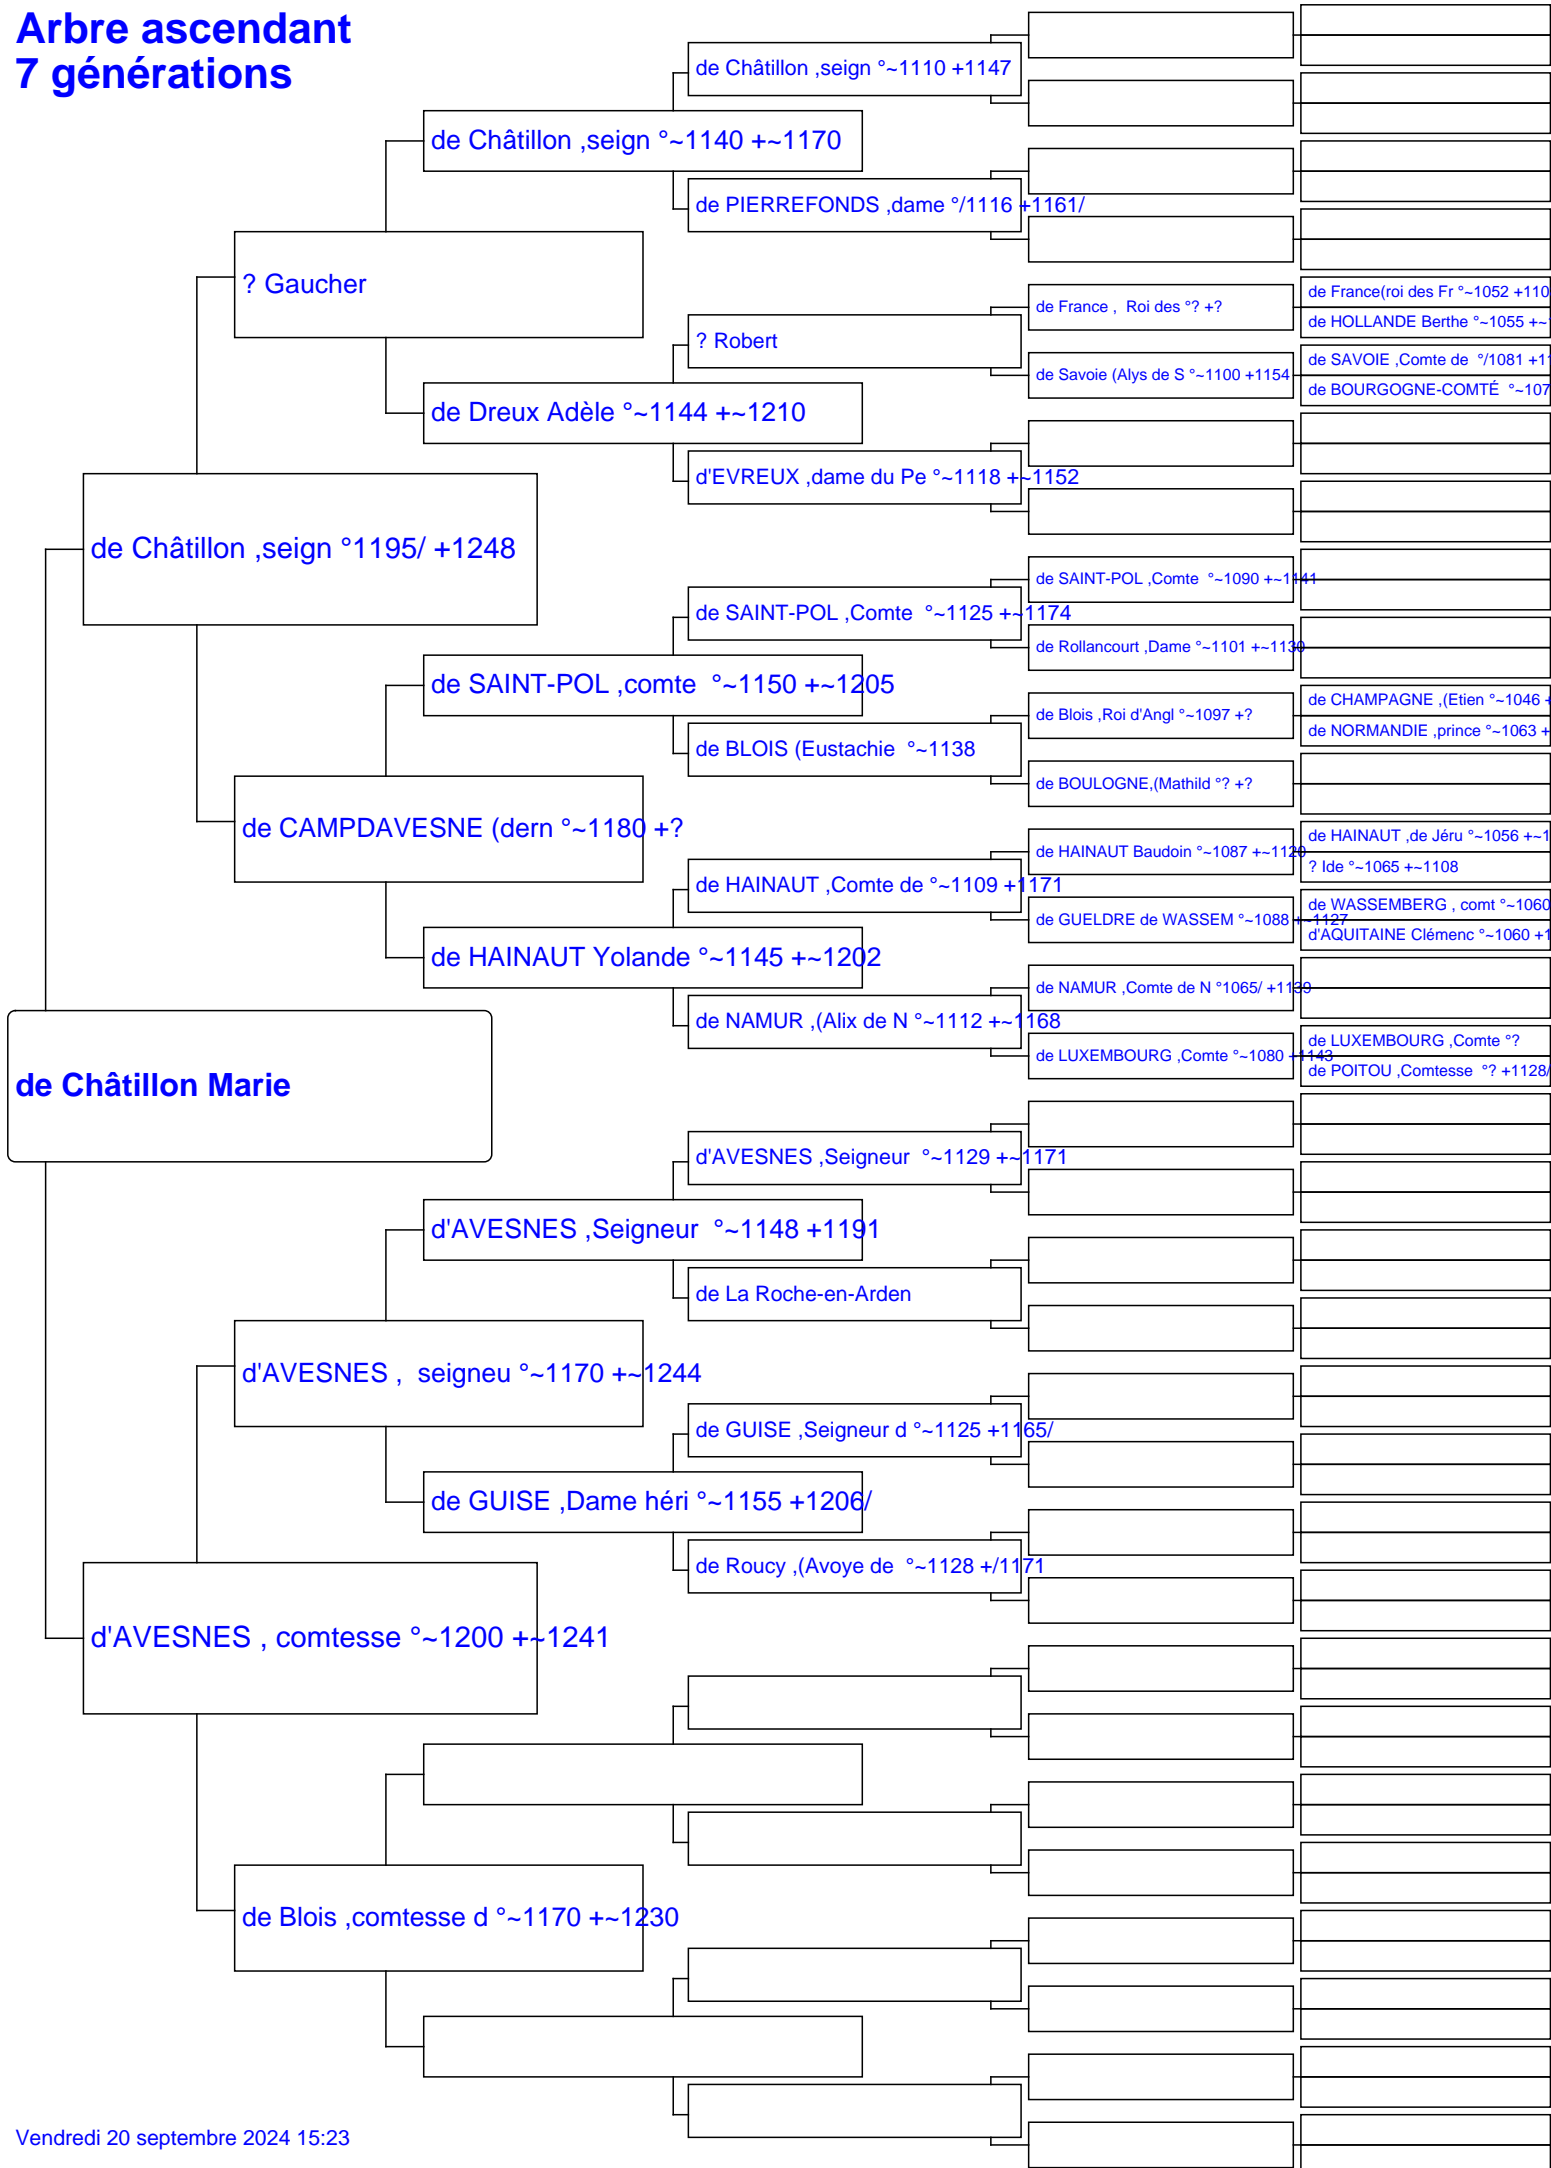 Arbre ascendant
7 générations
de Châtillon ,seign °~1110 +1147
de Châtillon ,seign °~1140 +~1170
de PIERREFONDS ,dame °/1116 +1161/
? Gaucher
de France , Roi des °? +?
de France(roi des Fr °~1052 +110
de HOLLANDE Berthe °~1055 +~
? Robert
de Savoie (Alys de S °~1100 +1154
de SAVOIE ,Comte de °/1081 +11
de BOURGOGNE-COMTÉ °~107
de Dreux Adèle °~1144 +~1210
d'EVREUX ,dame du Pe °~1118 +~1152
de Châtillon ,seign °1195/ +1248
de SAINT-POL ,Comte °~1090 +~1141
de SAINT-POL ,Comte °~1125 +~1174
de Rollancourt ,Dame °~1101 +~1130
de SAINT-POL ,comte °~1150 +~1205
de CHAMPAGNE ,(Etien °~1046 +
de Blois ,Roi d'Angl °~1097 +?
de NORMANDIE ,prince °~1063 +
de BLOIS (Eustachie °~1138
de BOULOGNE,(Mathild °? +?
de CAMPDAVESNE (dern °~1180 +?
de HAINAUT ,de Jéru °~1056 +~1
de HAINAUT Baudoin °~1087 +~1120
? Ide °~1065 +~1108
de HAINAUT ,Comte de °~1109 +1171
de WASSEMBERG , comt °~1060
de GUELDRE de WASSEM °~1088 +~1127
d'AQUITAINE Clémenc °~1060 +1
de HAINAUT Yolande °~1145 +~1202
de NAMUR ,Comte de N °1065/ +1139
de NAMUR ,(Alix de N °~1112 +~1168
de LUXEMBOURG ,Comte °?
de LUXEMBOURG ,Comte °~1080 +1143
de POITOU ,Comtesse °? +1128/
de Châtillon Marie
d'AVESNES ,Seigneur °~1129 +~1171
d'AVESNES ,Seigneur °~1148 +1191
de La Roche-en-Arden
d'AVESNES , seigneu °~1170 +~1244
de GUISE ,Seigneur d °~1125 +1165/
de GUISE ,Dame héri °~1155 +1206/
de Roucy ,(Avoye de °~1128 +/1171
d'AVESNES , comtesse °~1200 +~1241
de Blois ,comtesse d °~1170 +~1230
Vendredi 20 septembre 2024 15:23